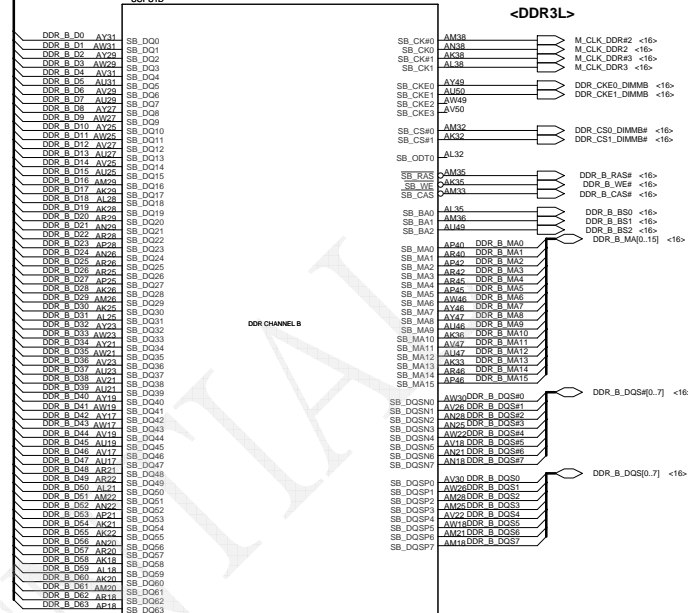 <DDR3L>
DDR_B_D0 AY31 SB_DQ0
DDR_B_D1 AW31 SB_DQ1
DDR_B_D2 AY29 SB_DQ2
DDR_B_D3 AW29 SB_DQ3
DDR_B_D4 AV31 SB_DQ4
DDR_B_D5 AU31 SB_DQ5
DDR_B_D6 AV29 SB_DQ6
DDR_B_D7 AU29 SB_DQ7
DDR_B_D8 AY27 SB_DQ8
DDR_B_D9 AW27 SB_DQ9
DDR_B_D10 AY25 SB_DQ10
DDR_B_D11 AW25 SB_DQ11
DDR_B_D12 AV27 SB_DQ12
DDR_B_D13 AU27 SB_DQ13
DDR_B_D14 AV25 SB_DQ14
DDR_B_D15 AU25 SB_DQ15
DDR_B_D16 AM29 SB_DQ16
DDR_B_D17 AK29 SB_DQ17
DDR_B_D18 AL28 SB_DQ18
DDR_B_D19 AK28 SB_DQ19
DDR_B_D20 AR29 SB_DQ20
DDR_B_D21 AN29 SB_DQ21
DDR_B_D22 AR28 SB_DQ22
DDR_B_D23 AP28 SB_DQ23
DDR_B_D24 AN26 SB_DQ24
DDR_B_D25 AR26 SB_DQ25
DDR_B_D26 AR25 SB_DQ26
DDR_B_D27 AP25 SB_DQ27
DDR_B_D28 AK26 SB_DQ28
DDR_B_D29 AM26 SB_DQ29
DDR_B_D30 AK25 SB_DQ30
DDR_B_D31 AL25 SB_DQ31
DDR_B_D32 AY23 SB_DQ32
DDR_B_D33 AW23 SB_DQ33
DDR_B_D34 AY21 SB_DQ34
DDR_B_D35 AW21 SB_DQ35
DDR_B_D36 AV23 SB_DQ36
DDR_B_D37 AU23 SB_DQ37
DDR_B_D38 AV21 SB_DQ38
DDR_B_D39 AU21 SB_DQ39
DDR_B_D40 AY19 SB_DQ40
DDR_B_D41 AW19 SB_DQ41
DDR_B_D42 AY17 SB_DQ42
DDR_B_D43 AW17 SB_DQ43
DDR_B_D44 AV19 SB_DQ44
DDR_B_D45 AU19 SB_DQ45
DDR_B_D46 AV17 SB_DQ46
DDR_B_D47 AU17 SB_DQ47
DDR_B_D48 AR21 SB_DQ48
DDR_B_D49 AR22 SB_DQ49
DDR_B_D50 AL21 SB_DQ50
DDR_B_D51 AM22 SB_DQ51
DDR_B_D52 AN22 SB_DQ52
DDR_B_D53 AP21 SB_DQ53
DDR_B_D54 AK21 SB_DQ54
DDR_B_D55 AK22 SB_DQ55
DDR_B_D56 AN20 SB_DQ56
DDR_B_D57 AR20 SB_DQ57
DDR_B_D58 AK18 SB_DQ58
DDR_B_D59 AL18 SB_DQ59
DDR_B_D60 AK20 SB_DQ60
DDR_B_D61 AM20 SB_DQ61
DDR_B_D62 AR18 SB_DQ62
DDR_B_D63 AP18 SB_DQ63
DDR CHANNEL B
SB_CK#0 AM38 M_CLK_DDR#2 <16>
SB_CK0 AN38 M_CLK_DDR2 <16>
SB_CK#1 AK38 M_CLK_DDR#3 <16>
SB_CK1 AL38 M_CLK_DDR3 <16>
SB_CKE0 AY49 DDR_CKE0_DIMMB <16>
SB_CKE1 AU50 DDR_CKE1_DIMMB <16>
SB_CKE2 AW49
SB_CKE3 AV50
SB_CS#0 AM32 DDR_CS0_DIMMB# <16>
SB_CS#1 AK32 DDR_CS1_DIMMB# <16>
SB_ODT0 AL32
SB_RAS AM35 DDR_B_RAS# <16>
SB_WE AK35 DDR_B_WE# <16>
SB_CAS AM33 DDR_B_CAS# <16>
SB_BA0 AL35 DDR_B_BS0 <16>
SB_BA1 AM36 DDR_B_BS1 <16>
SB_BA2 AU49 DDR_B_BS2 <16>
DDR_B_MA[0..15] <16>
SB_MA0 AP40 DDR_B_MA0
SB_MA1 AR40 DDR_B_MA1
SB_MA2 AP42 DDR_B_MA2
SB_MA3 AR42 DDR_B_MA3
SB_MA4 AR45 DDR_B_MA4
SB_MA5 AP45 DDR_B_MA5
SB_MA6 AW46 DDR_B_MA6
SB_MA7 AY46 DDR_B_MA7
SB_MA8 AY47 DDR_B_MA8
SB_MA9 AU46 DDR_B_MA9
SB_MA10 AK36 DDR_B_MA10
SB_MA11 AV47 DDR_B_MA11
SB_MA12 AU47 DDR_B_MA12
SB_MA13 AK33 DDR_B_MA13
SB_MA14 AR46 DDR_B_MA14
SB_MA15 AP46 DDR_B_MA15
DDR_B_DQS#[0..7]
SB_DQSN0 AW30 DDR_B_DQS#0
SB_DQSN1 AV26 DDR_B_DQS#1
SB_DQSN2 AN28 DDR_B_DQS#2
SB_DQSN3 AN25 DDR_B_DQS#3
SB_DQSN4 AW22 DDR_B_DQS#4
SB_DQSN5 AV18 DDR_B_DQS#5
SB_DQSN6 AN21 DDR_B_DQS#6
SB_DQSN7 AN18 DDR_B_DQS#7
DDR_B_DQS[0..7] <16>
SB_DQSP0 AV30 DDR_B_DQS0
SB_DQSP1 AW26 DDR_B_DQS1
SB_DQSP2 AM28 DDR_B_DQS2
SB_DQSP3 AM25 DDR_B_DQS3
SB_DQSP4 AV22 DDR_B_DQS4
SB_DQSP5 AW18 DDR_B_DQS5
SB_DQSP6 AM21 DDR_B_DQS6
SB_DQSP7 AM18 DDR_B_DQS7